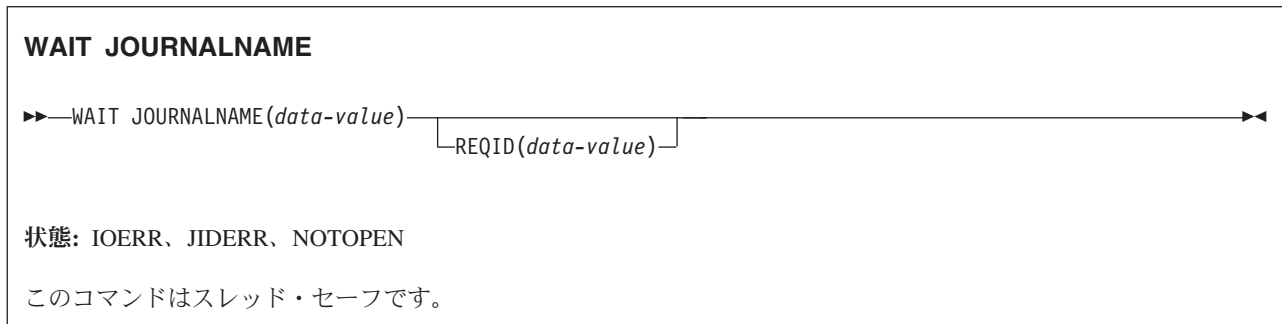 WAIT JOURNALNAME
WAIT JOURNALNAME(data-value)
REQID(data-value)
状態: IOERR、JIDERR、NOTOPEN
このコマンドはスレッド・セーフです。